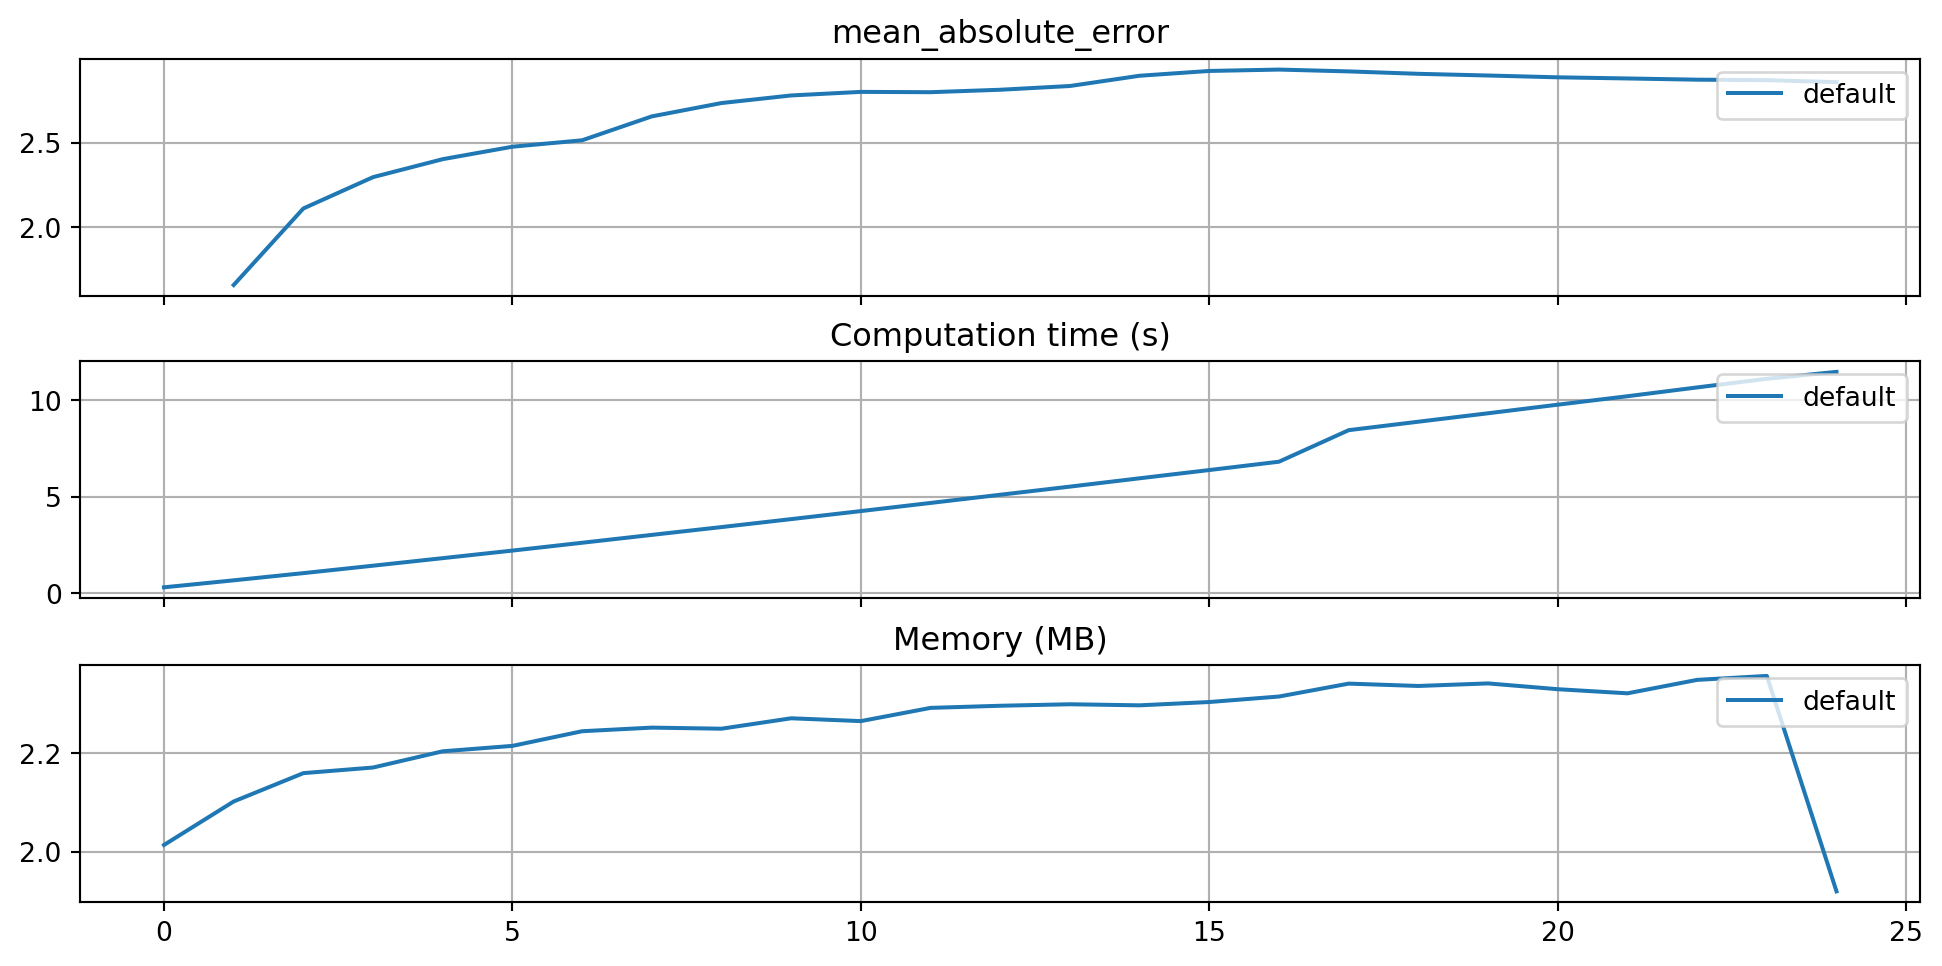 mean_absolute_error
2.5
2.0
default
Computation time (s)
10
5
0
default
Memory (MB)
2.2
2.0
default
0 5 10 15 20 25